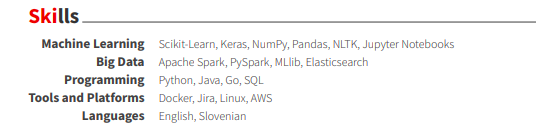 Skills
Machine Learning Scikit-Learn, Keras, NumPy, Pandas, NLTK, Jupyter Notebooks
Big Data Apache Spark, PySpark, MLlib, Elasticsearch
Programming Python, Java, Go, SQL
Tools and Platforms Docker, Jira, Linux, AWS
Languages English, Slovenian